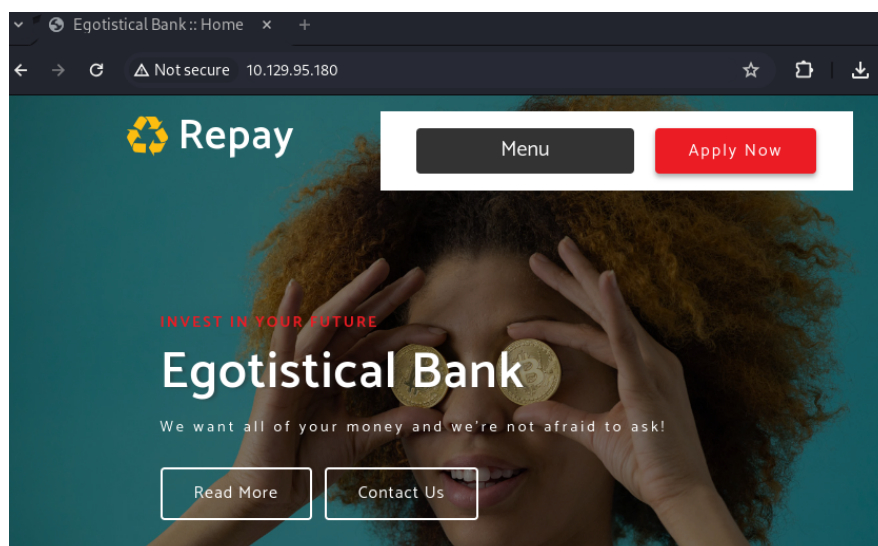 Egotistical Bank :: Home
Not secure 10.129.95.180
Repay
Menu
Apply Now
INVEST IN YOUR FUTURE
Egotistical Bank
We want all of your money and we're not afraid to ask!
Read More
Contact Us